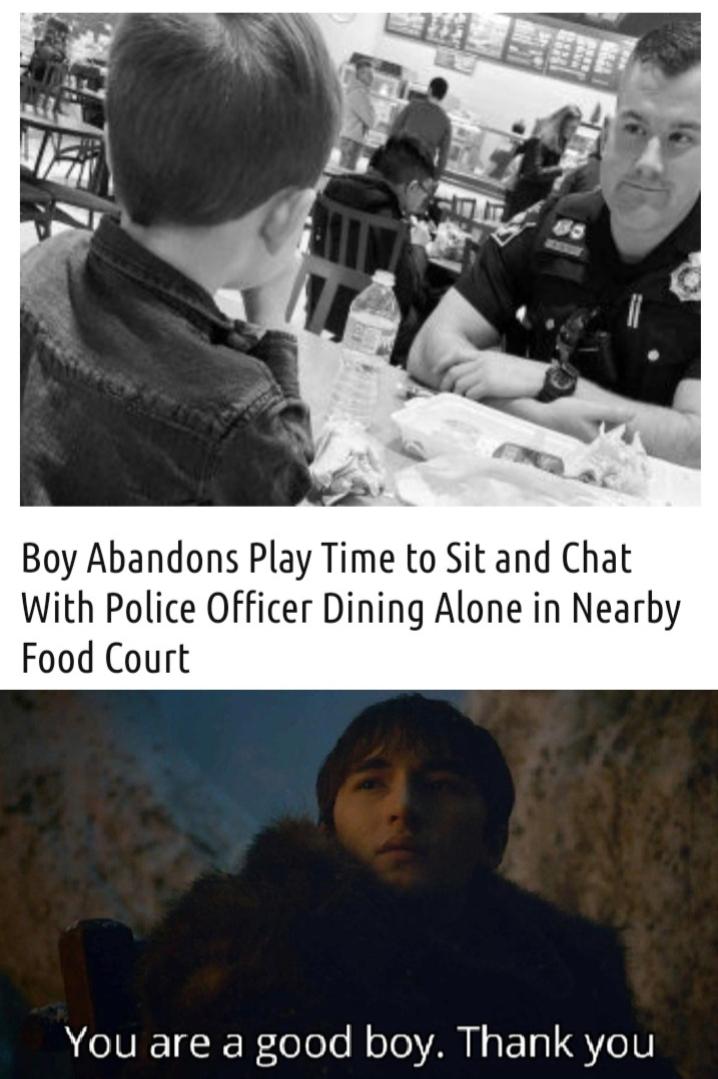 Boy Abandons Play Time to Sit and Chat
With Police Officer Dining Alone in Nearby
Food Court
You are a good boy. Thank you